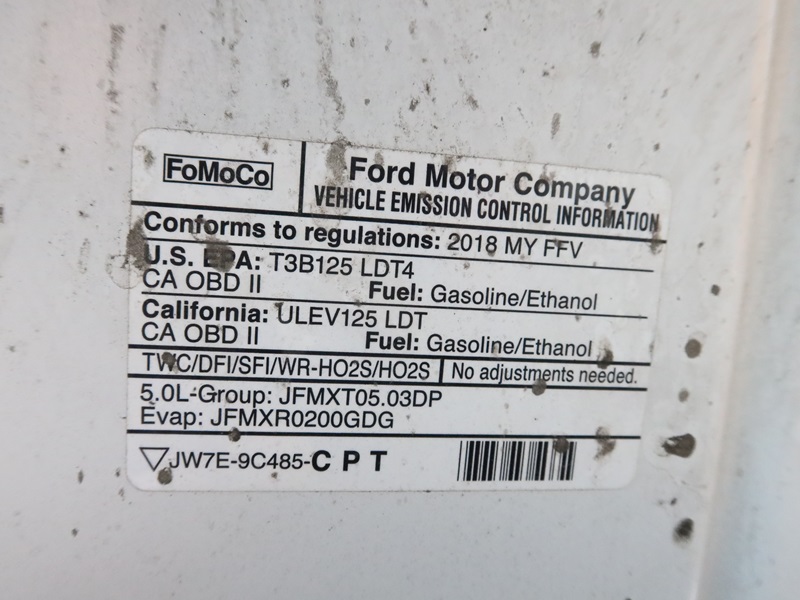 FoMoCo
Ford Motor Company
VEHICLE EMISSION CONTROL INFORMATION
Conforms to regulations: 2018 MY FFV
U.S. EPA: T3B125 LDT4
CA OBD II Fuel: Gasoline/Ethanol
California: ULEV125 LDT
CA OBD II Fuel: Gasoline/Ethanol
TWC/DFI/SFI/WR-HO2S/HO2S No adjustments needed.
5.0L-Group: JFMXT05.03DP
Evap: JFMXR0200GDG
JW7E-9C485-CPT